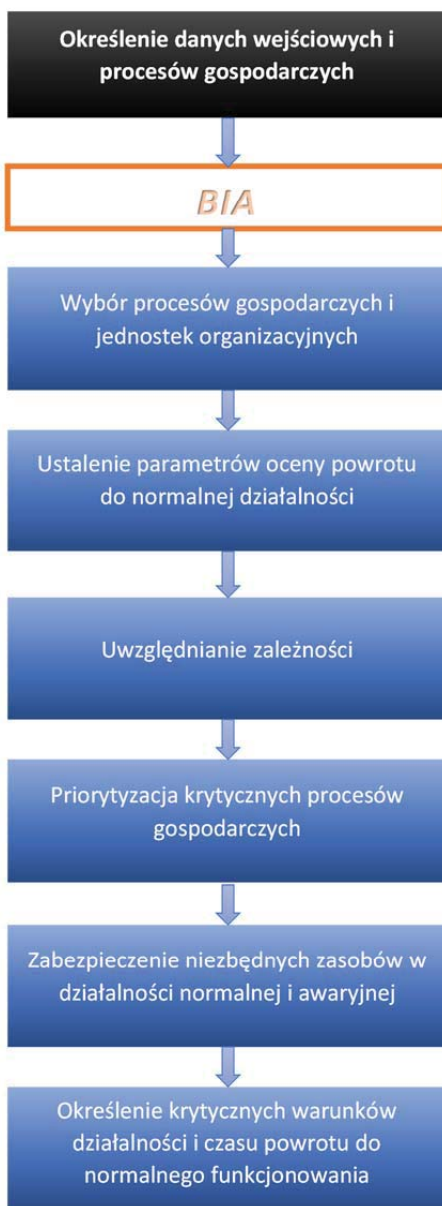 Określenie danych wejściowych i
procesów gospodarczych
BIA
Wybór procesów gospodarczych i
jednostek organizacyjnych
Ustalenie parametrów oceny powrotu
do normalnej działalności
Uwzględnianie zależności
Priorytyzacja krytycznych procesów
gospodarczych
Zabezpieczenie niezbędnych zasobów w
działalności normalnej i awaryjnej
Określenie krytycznych warunków
działalności i czasu powrotu do
normalnego funkcjonowania